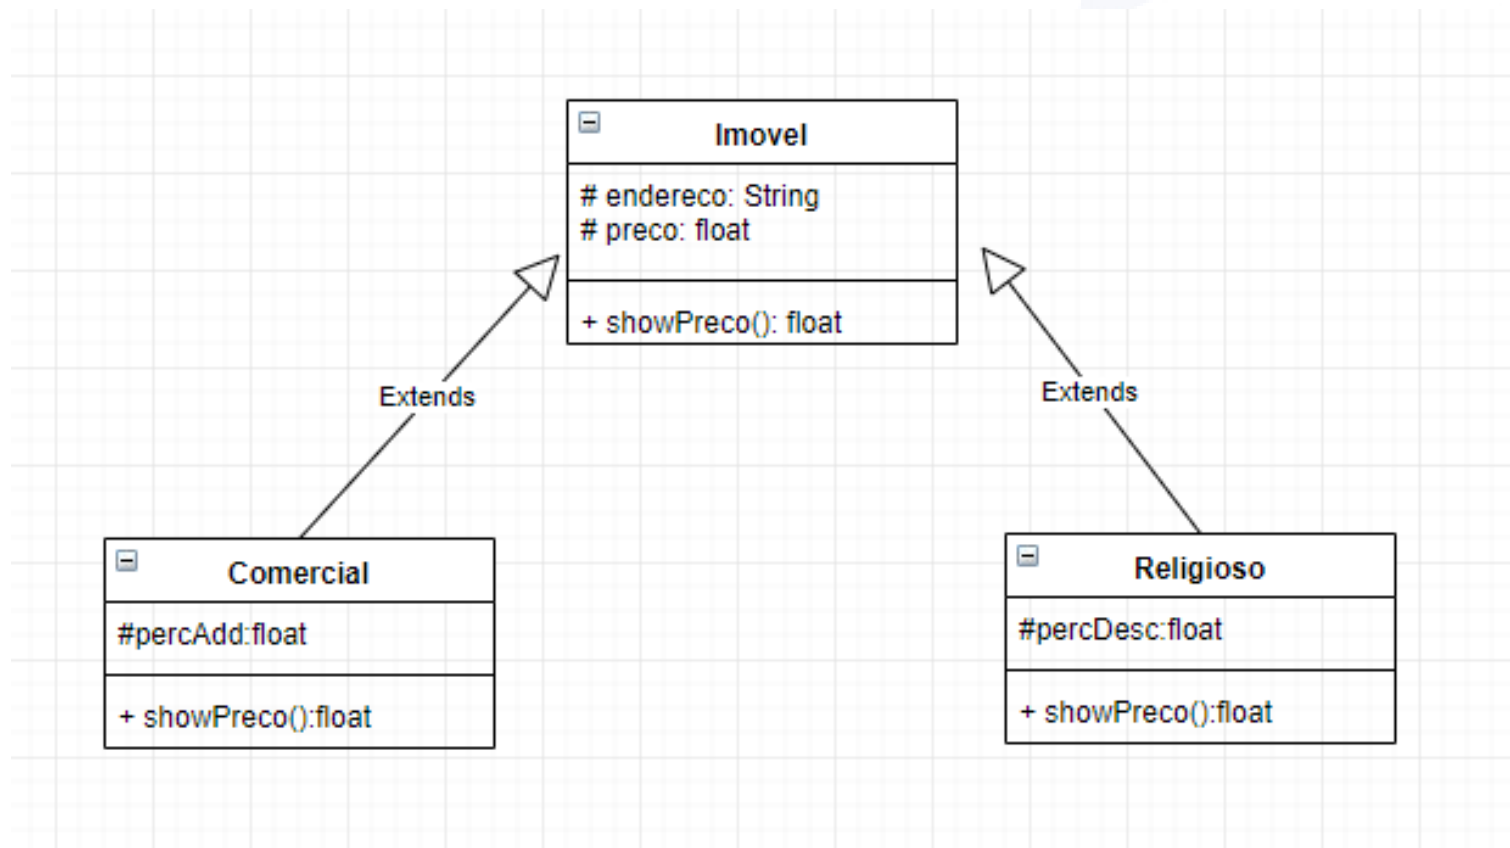 Imovel
# endereco: String
# preco: float
+ showPreco(): float
Extends
Extends
Comercial
#percAdd:float
+ showPreco():float
Religioso
#percDesc:float
+ showPreco():float